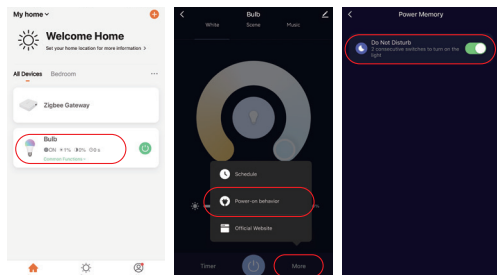 My home
Welcome Home
Set your home location for more information >
All Devices
Bedroom
Zigbee Gateway
Bulb
Common Functions
Bulb
White
Scene
Music
Schedule
Power-on behavior
Official Website
Timer
More
Power Memory
Do Not Disturb
2 consecutive switches to turn on the
light